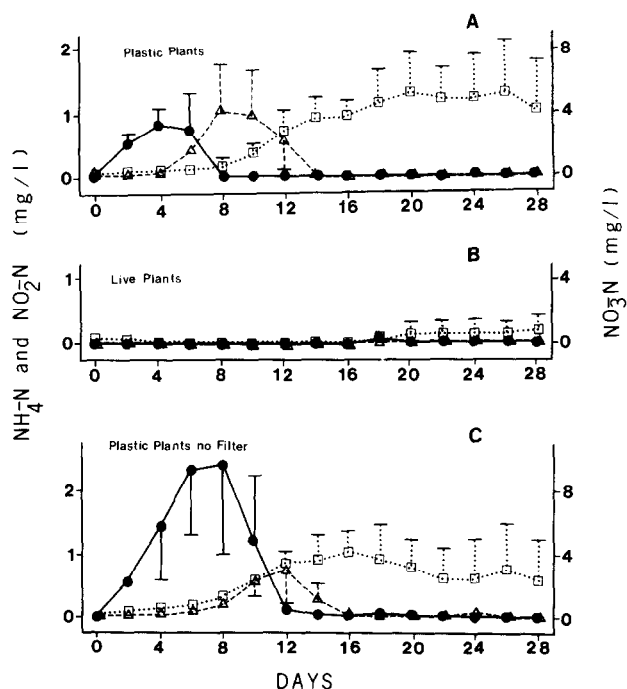 A
Plastic Plants
2
1
0
8
4
0
0 4 8 12 16 20 24 28
B
Live Plants
1
0
4
0
0 4 8 12 16 20 24 28
C
Plastic Plants no Filter
2
1
0
8
4
0
0 4 8 12 16 20 24 28
DAYS
NH4-N and NO2-N (mg/l)
NO3-N (mg/l)